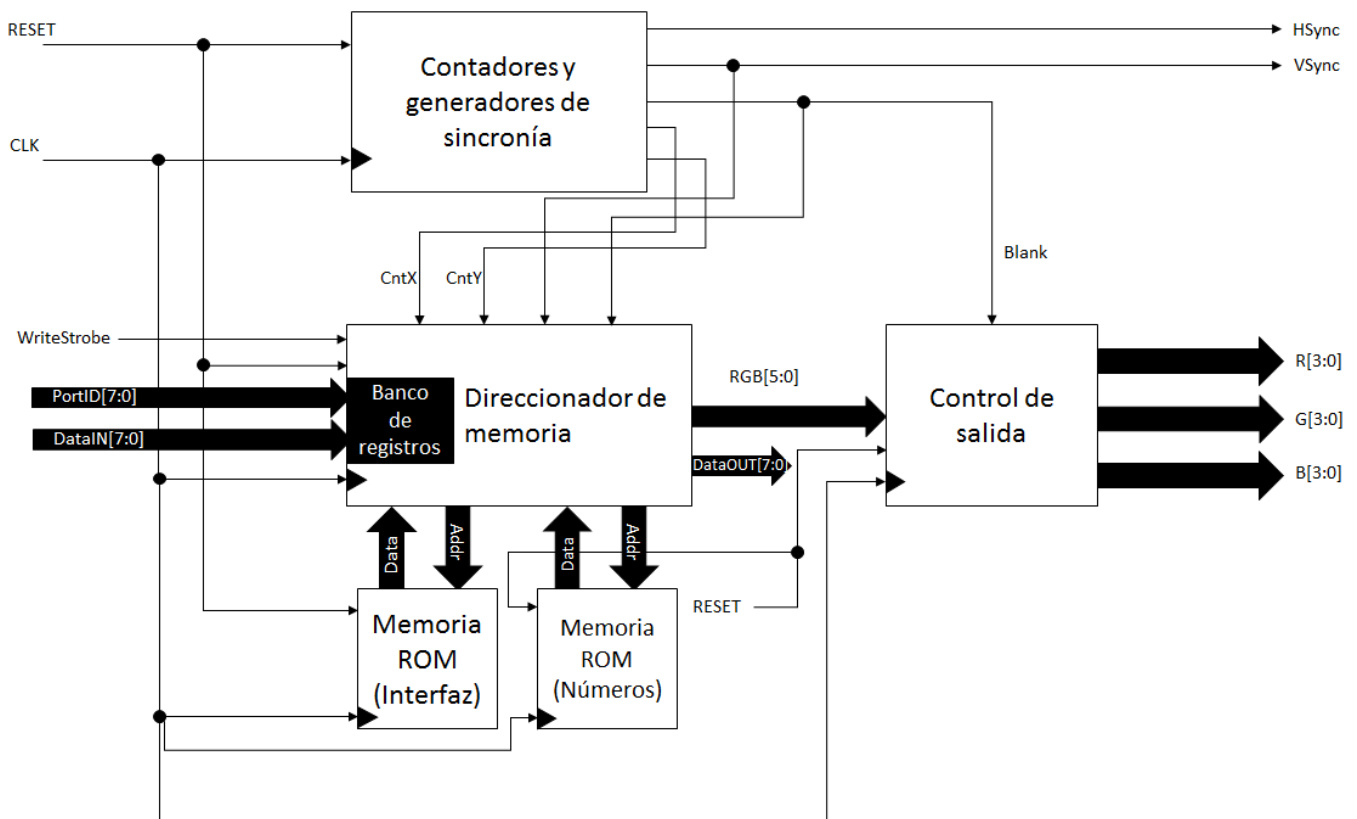 RESET
HSync
Contadores y
generadores de
sincronía
VSync
CLK
CntX
CntY
Blank
WriteStrobe
PortID[7:0]
DataIN[7:0]
Banco
de
registros
Direccionador de
memoria
RGB[5:0]
DataOUT[7:0]
Control de
salida
R[3:0]
G[3:0]
B[3:0]
Data
Addr
Data
Addr
RESET
Memoria
ROM
(Interfaz)
Memoria
ROM
(Números)